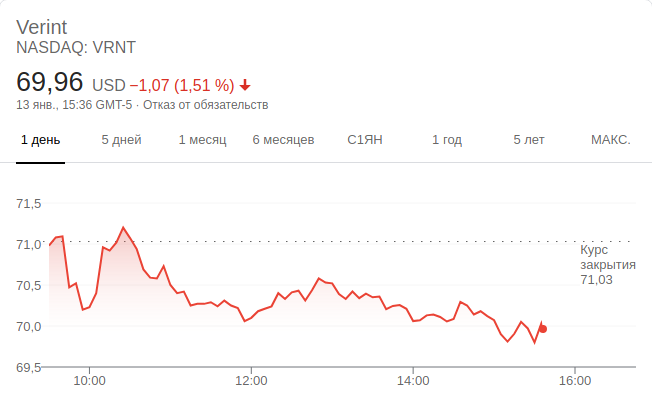 Verint
NASDAQ: VRNT
69,96 USD −1,07 (1,51 %)
13 янв., 15:36 GMT-5 · Отказ от обязательств
1 день 5 дней 1 месяц 6 месяцев С1ЯН 1 год 5 лет МАКС.
71,5
71,0
70,5
70,0
69,5
Курс
закрытия
71,03
10:00 12:00 14:00 16:00